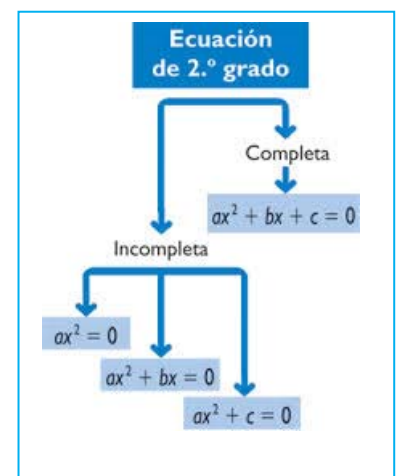 Ecuación
de 2.º grado
Completa
ax² + bx + c = 0
Incompleta
ax² = 0
ax² + bx = 0
ax² + c = 0